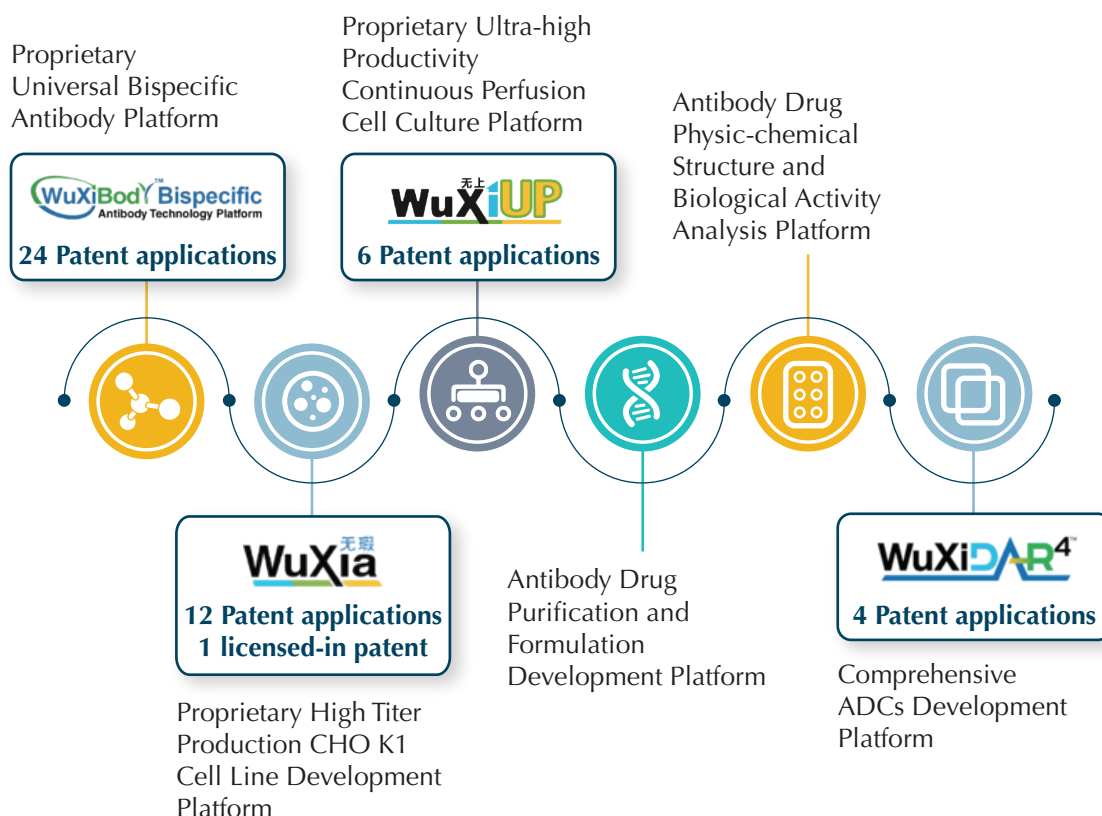 Proprietary
Universal Bispecific
Antibody Platform
WuXiBodY™ Bispecific
Antibody Technology Platform
24 Patent applications
Proprietary Ultra-high
Productivity
Continuous Perfusion
Cell Culture Platform
无上
WuXiUP
6 Patent applications
Antibody Drug
Physic-chemical
Structure and
Biological Activity
Analysis Platform
无瑕
WuXia
12 Patent applications
1 licensed-in patent
Proprietary High Titer
Production CHO K1
Cell Line Development
Platform
Antibody Drug
Purification and
Formulation
Development Platform
WuXiDAR4™
4 Patent applications
Comprehensive
ADCs Development
Platform